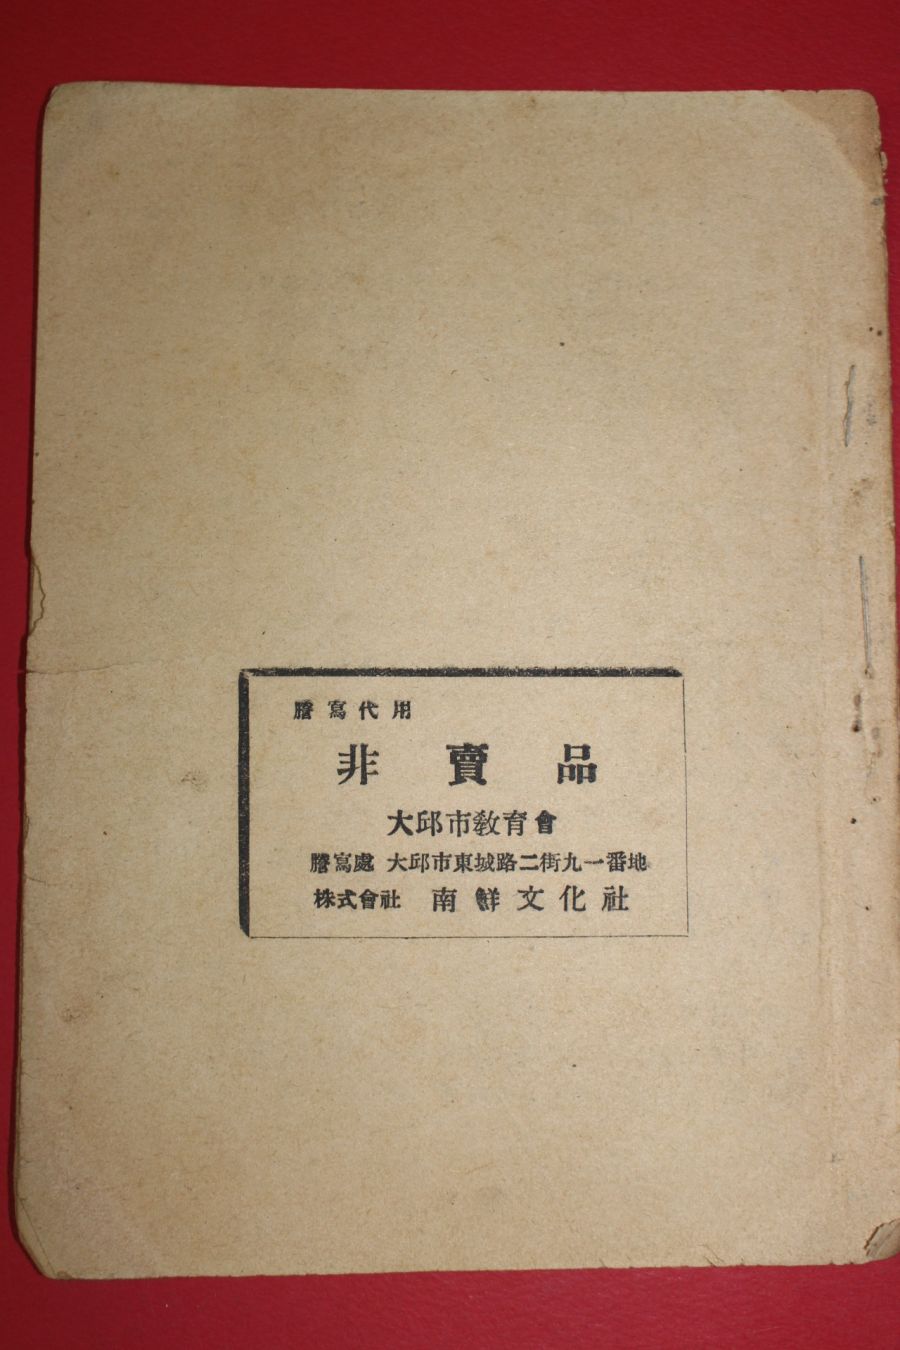 謄寫代用
非賣品
大邱市敎育會
謄寫處 大邱市東城路二街九一番地
株式會社 南鮮文化社